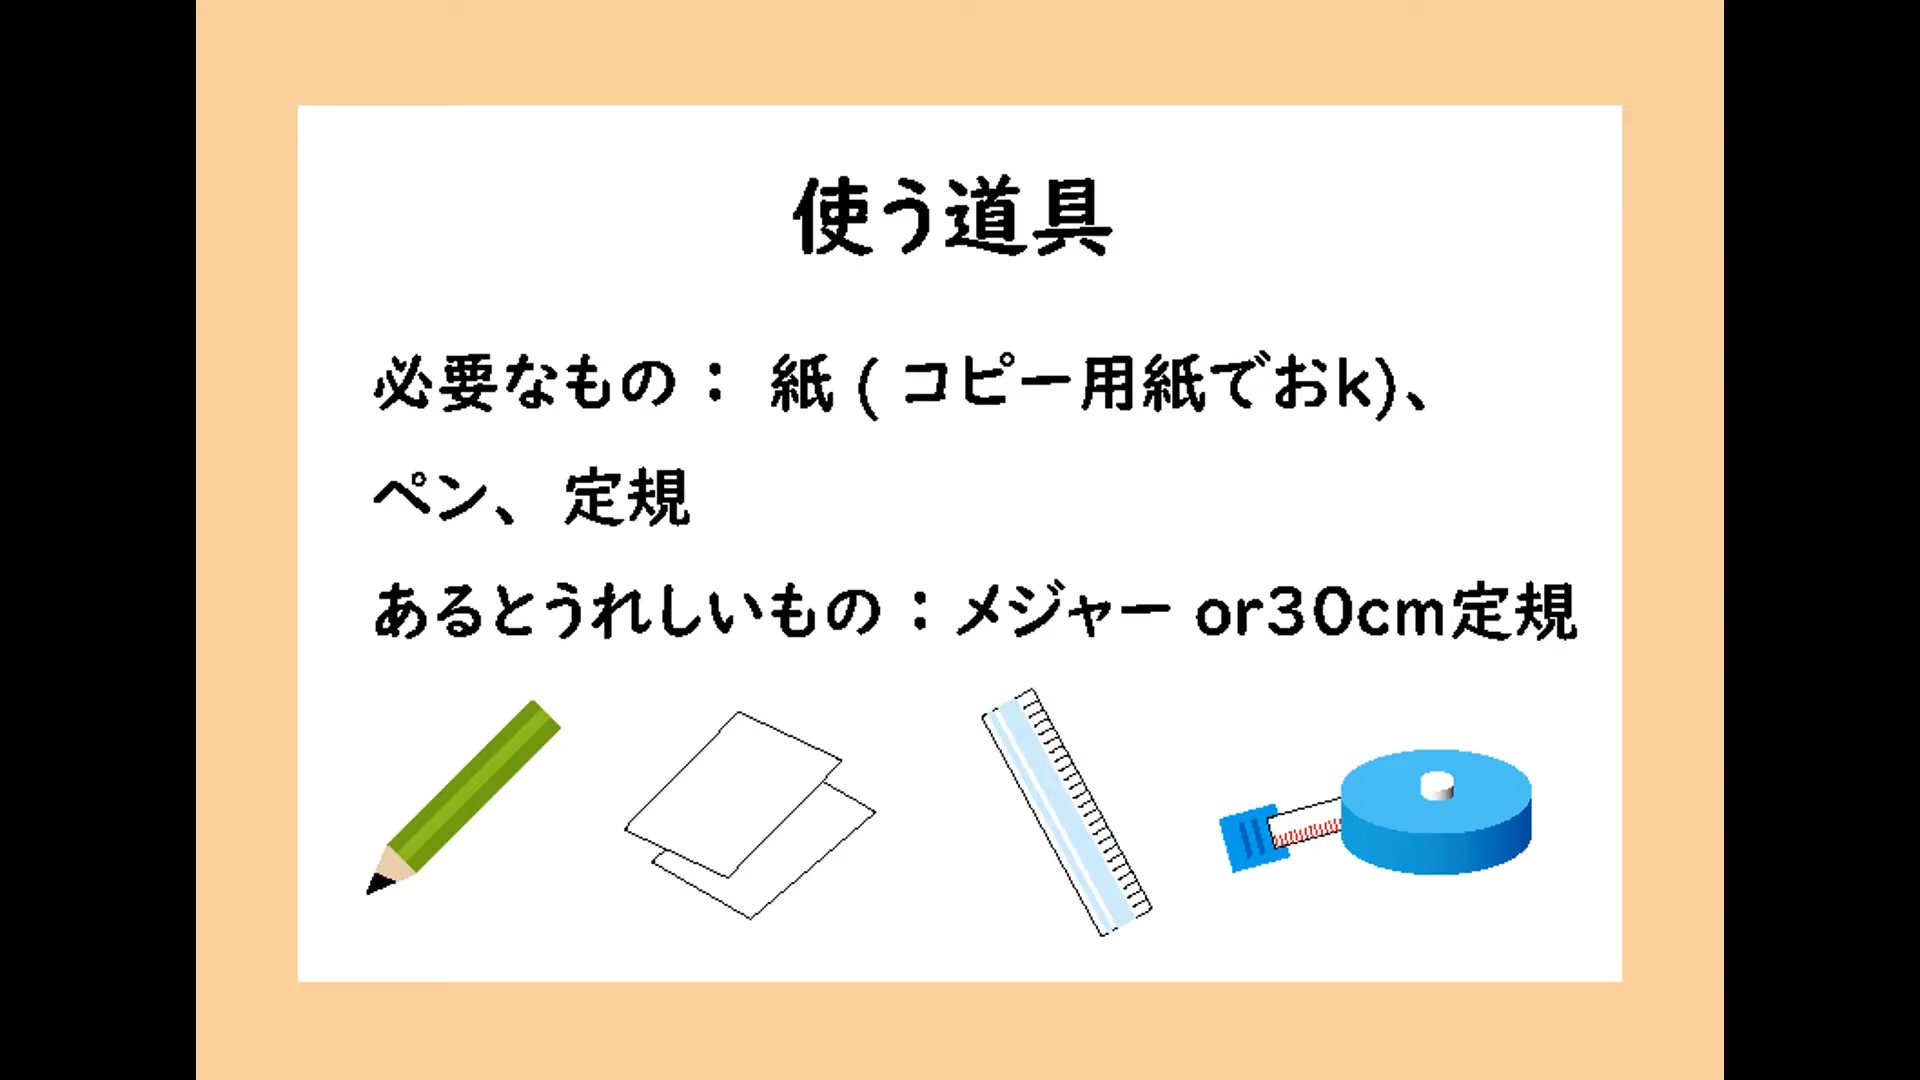 使う道具
必要なもの： 紙 ( コピー用紙でおk)、
ペン、 定規
あるとうれしいもの：メジャー or30cm定規